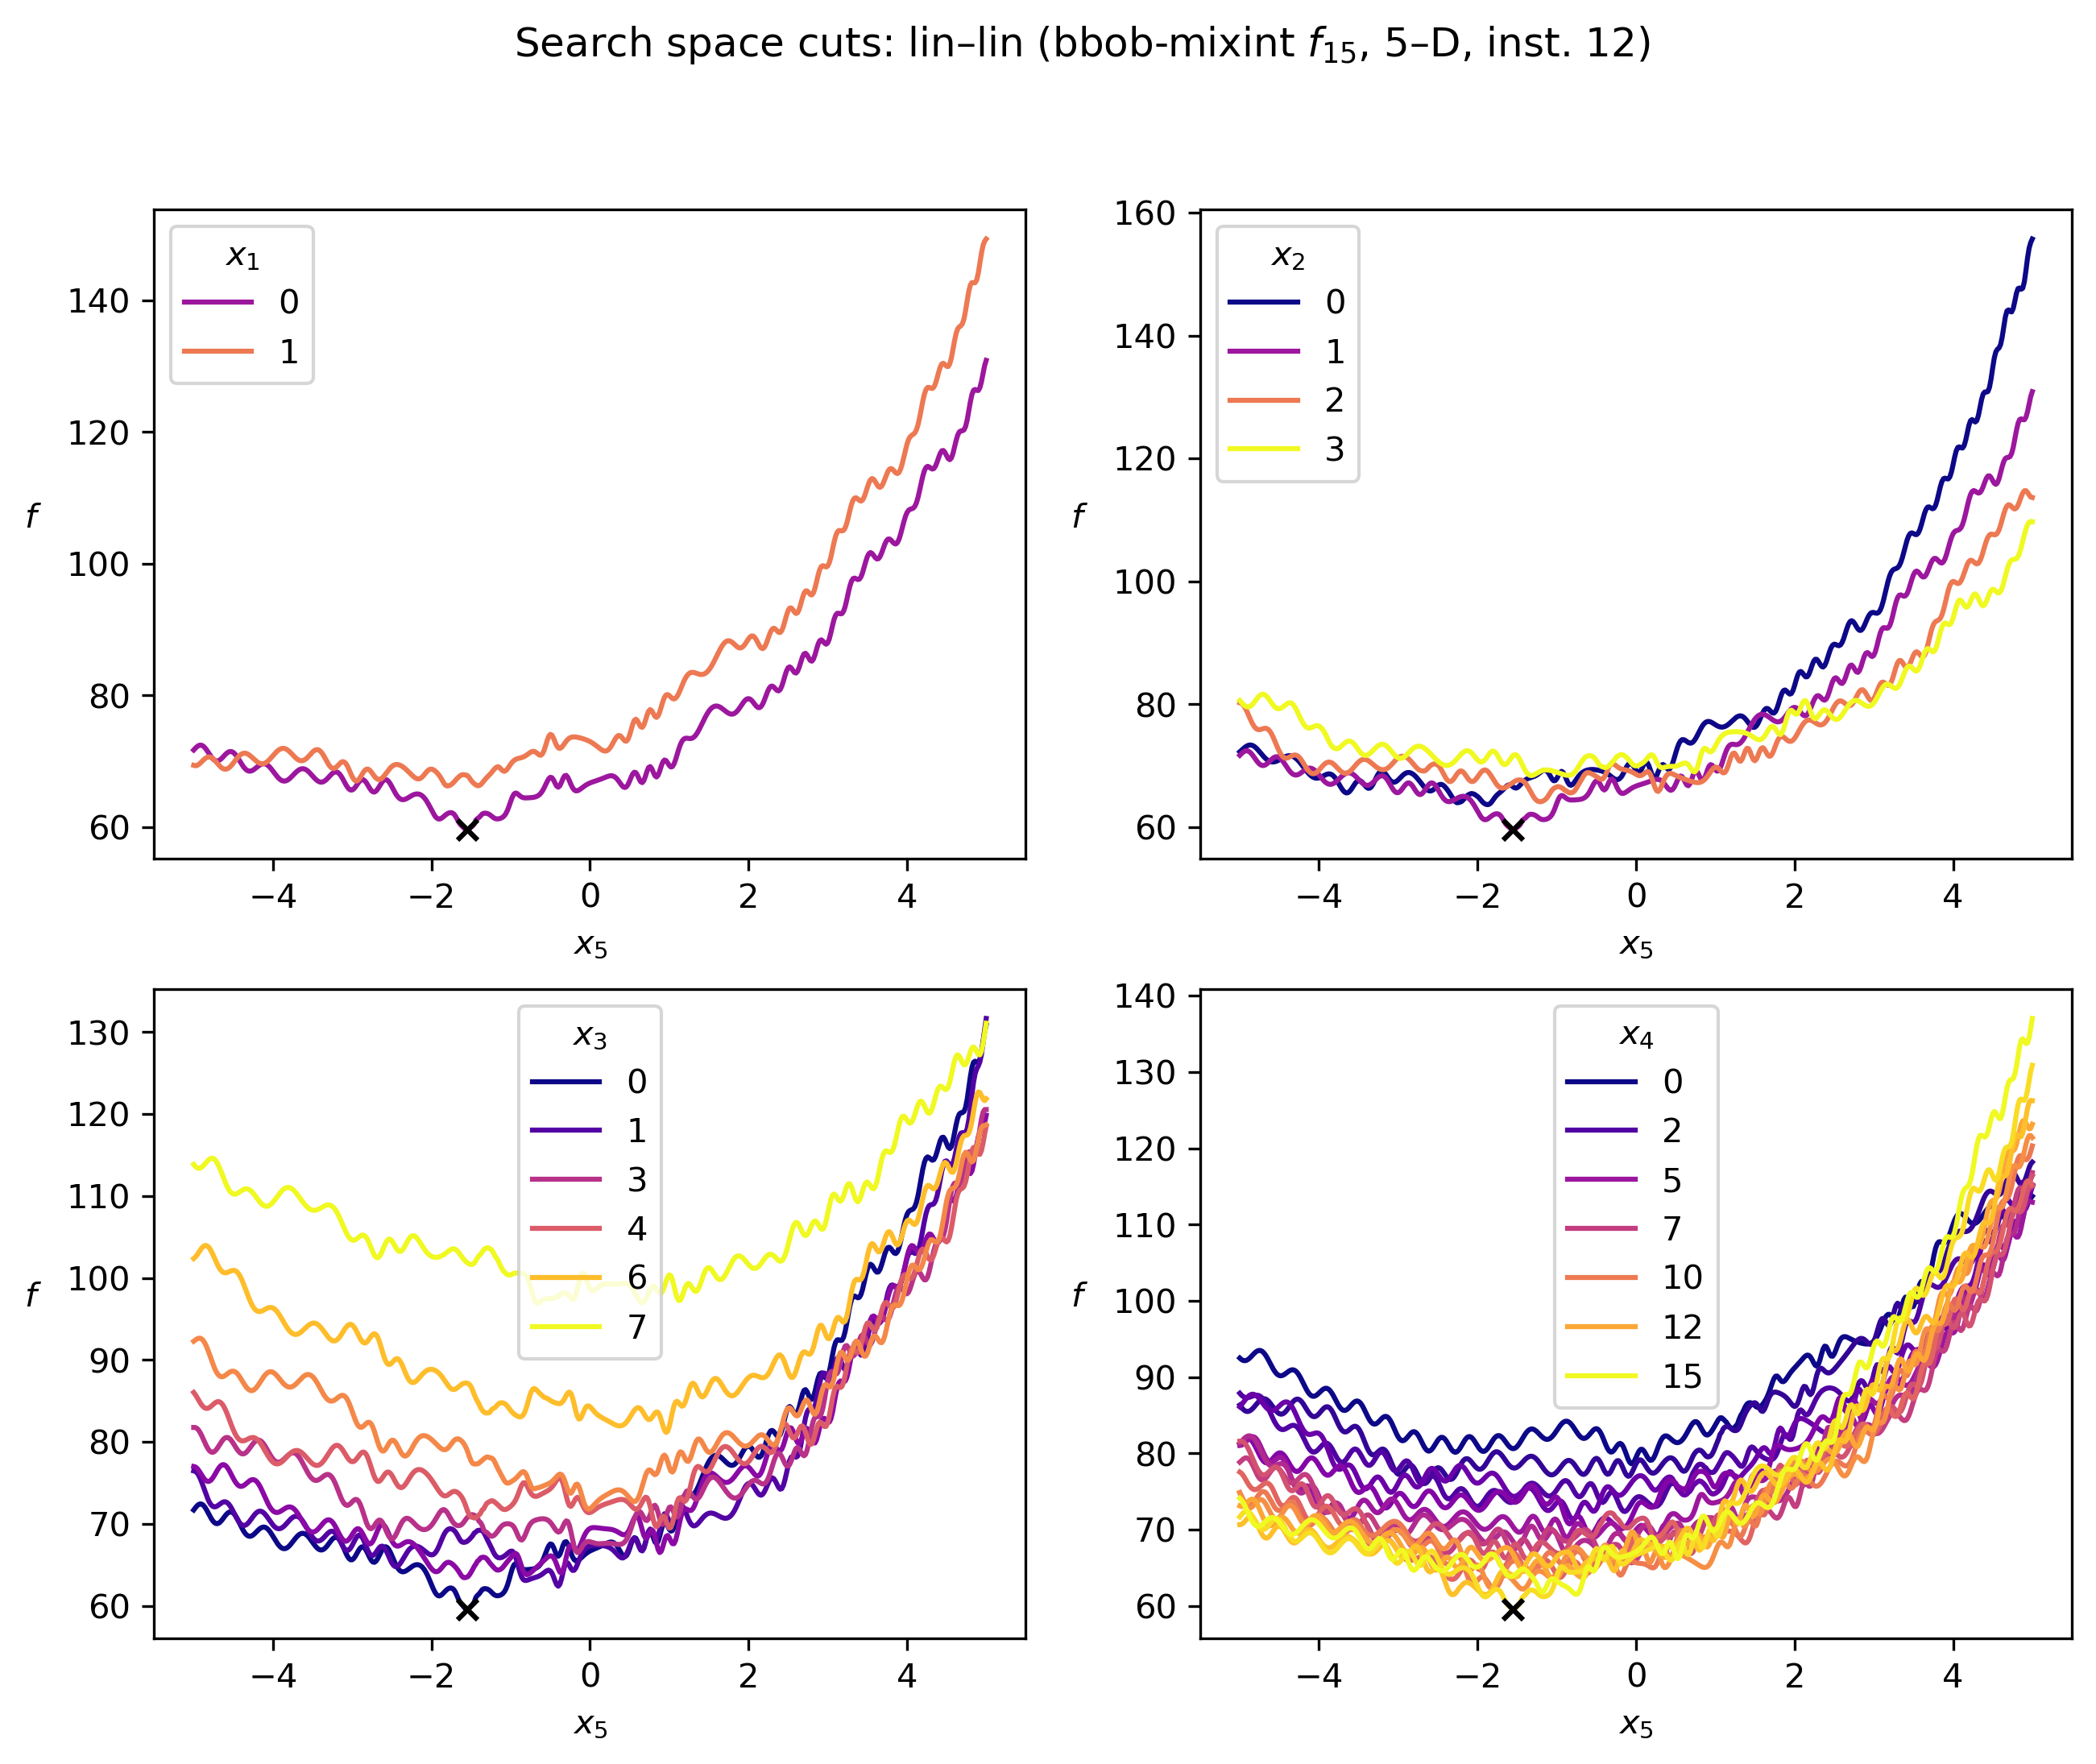 Search space cuts: lin–lin (bbob-mixint f₁₅, 5–D, inst. 12)
x₁
0
1
140
120
100
80
60
f
−4 −2 0 2 4
x₅
x₂
0
1
2
3
160
140
120
100
80
60
f
−4 −2 0 2 4
x₅
x₃
0
1
3
4
6
7
130
120
110
100
90
80
70
60
f
−4 −2 0 2 4
x₅
x₄
0
2
5
7
10
12
15
140
130
120
110
100
90
80
70
60
f
−4 −2 0 2 4
x₅